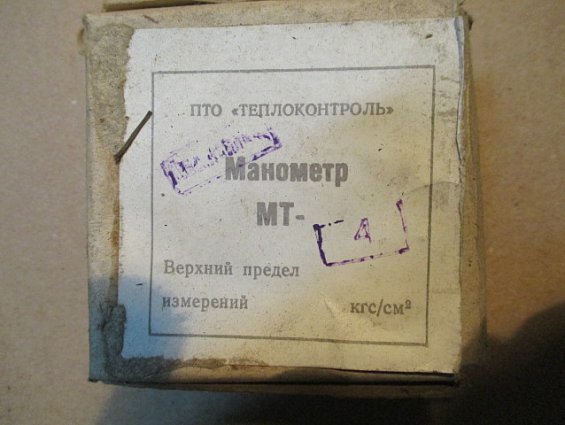 ПТО «ТЕПЛОКОНТРОЛЬ»
Манометр
МТ-
4
Верхний предел
измерений кгс/см²